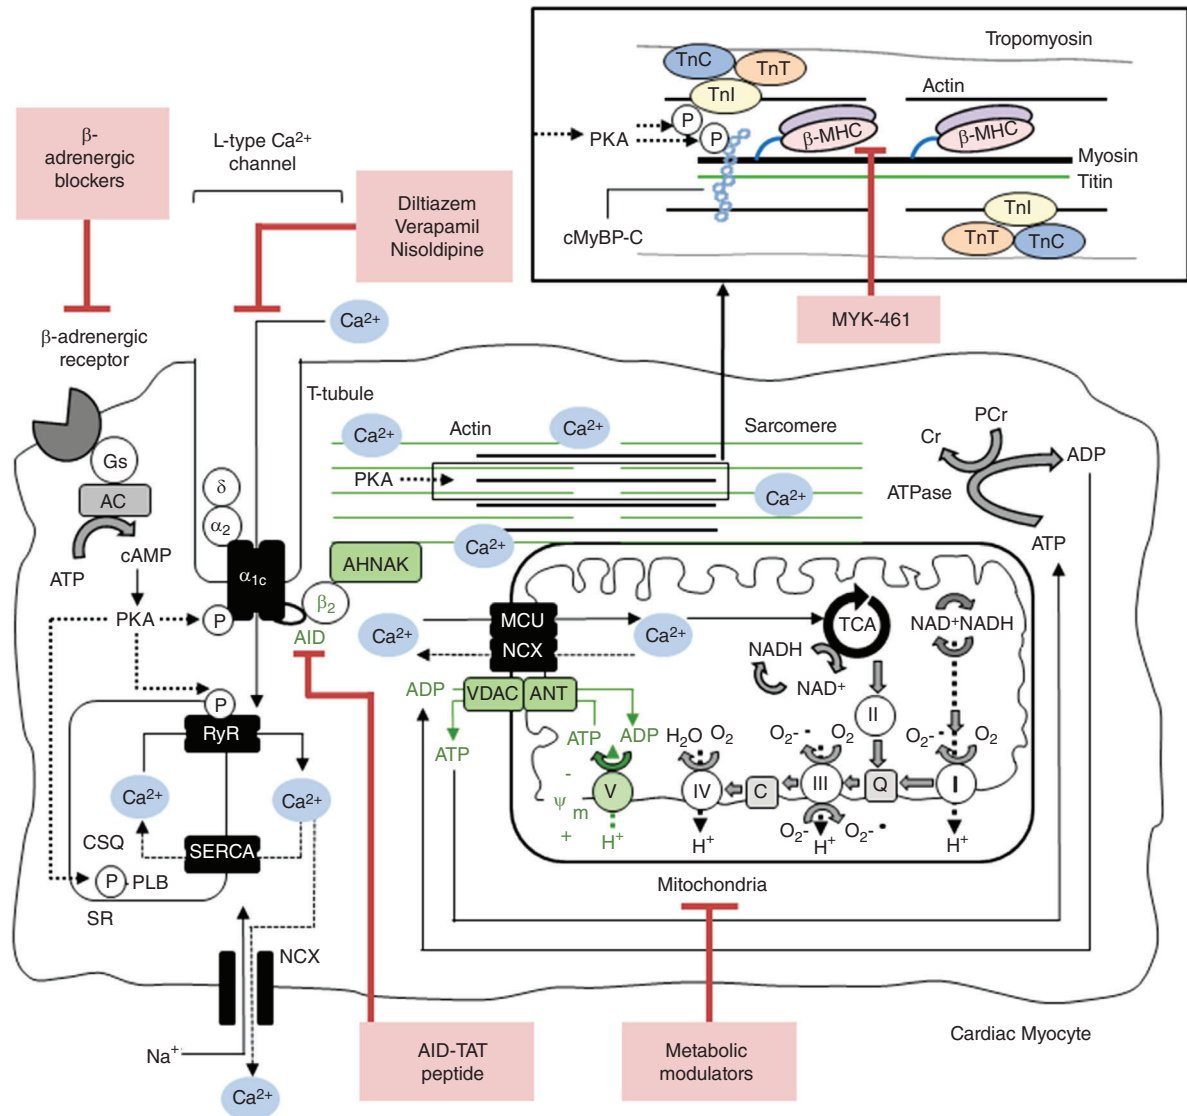 β-
adrenergic
blockers
L-type Ca²⁺
channel
Diltiazem
Verapamil
Nisoldipine
Tropomyosin
TnC
TnT
TnI
Actin
P
PKA
P
β-MHC
β-MHC
Myosin
Titin
cMyBP-C
TnI
TnT
TnC
MYK-461
β-adrenergic
receptor
Ca²⁺
T-tubule
Gs
AC
ATP
cAMP
PKA
δ
α₂
α₁c
P
β₂
AHNAK
AID
Ca²⁺
Actin
Ca²⁺
Sarcomere
PKA
Ca²⁺
Ca²⁺
PCr
Cr
ADP
ATPase
ATP
Ca²⁺
MCU
NCX
Ca²⁺
TCA
NADH
NAD⁺
NAD⁺NADH
ADP
VDAC
ANT
ATP
ATP
ADP
II
H₂O
O₂
O₂-·
O₂
O₂-·
O₂
V
IV
C
III
Q
I
-
ψm
+
H⁺
H⁺
O₂-
H⁺
O₂-·
H⁺
Mitochondria
P
RyR
Ca²⁺
Ca²⁺
CSQ
SERCA
P
PLB
SR
NCX
Na⁺
Ca²⁺
AID-TAT
peptide
Metabolic
modulators
Cardiac Myocyte